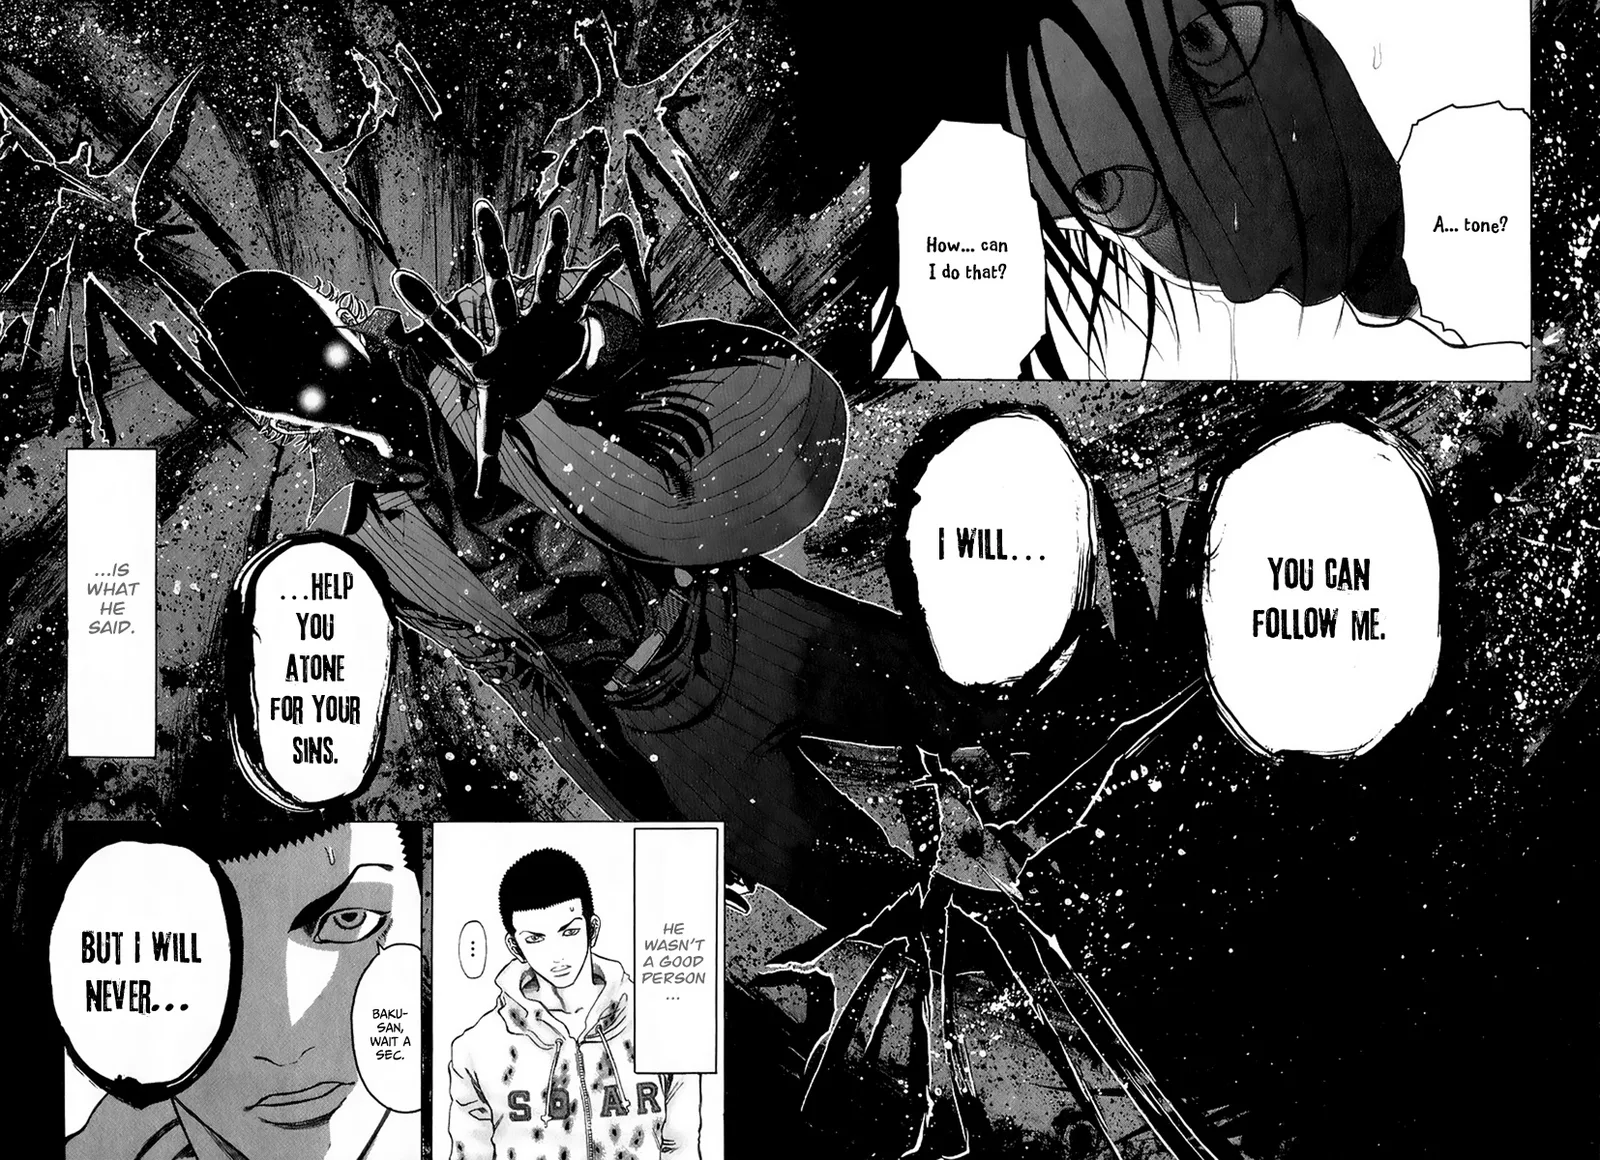 A... tone?
How... can
I do that?
YOU CAN
FOLLOW ME.
I WILL...
...HELP
YOU
ATONE
FOR YOUR
SINS.
...IS
WHAT
HE
SAID.
HE
WASN'T
A GOOD
PERSON
...
...
SOAR
BAKU-
SAN,
WAIT A
SEC.
BUT I WILL
NEVER...